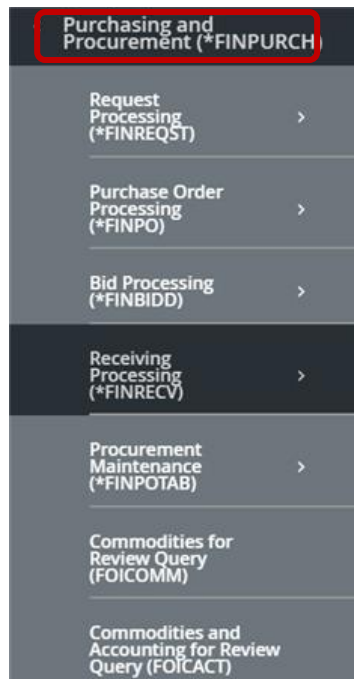 Purchasing and
Procurement (*FINPURCH)
Request
Processing
(*FINREQST)
Purchase Order
Processing
(*FINPO)
Bid Processing
(*FINBIDD)
Receiving
Processing
(*FINRECV)
Procurement
Maintenance
(*FINPOTAB)
Commodities for
Review Query
(FOICOMM)
Commodities and
Accounting for Review
Query (FOICACT)